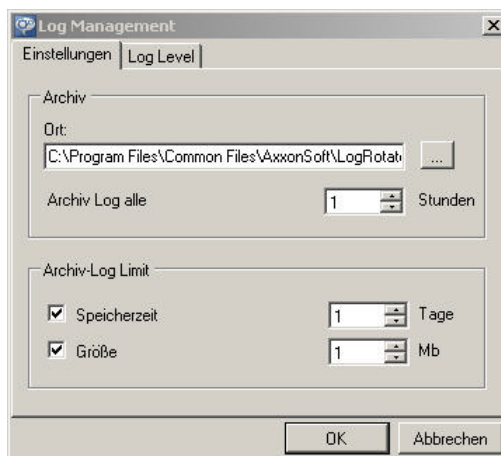 Log Management
Einstellungen Log Level
Archiv
Ort:
C:\Program Files\Common Files\AxxonSoft\LogRotate ...
Archiv Log alle 1 Stunden
Archiv-Log Limit
Speicherzeit 1 Tage
Größe 1 Mb
OK Abbrechen